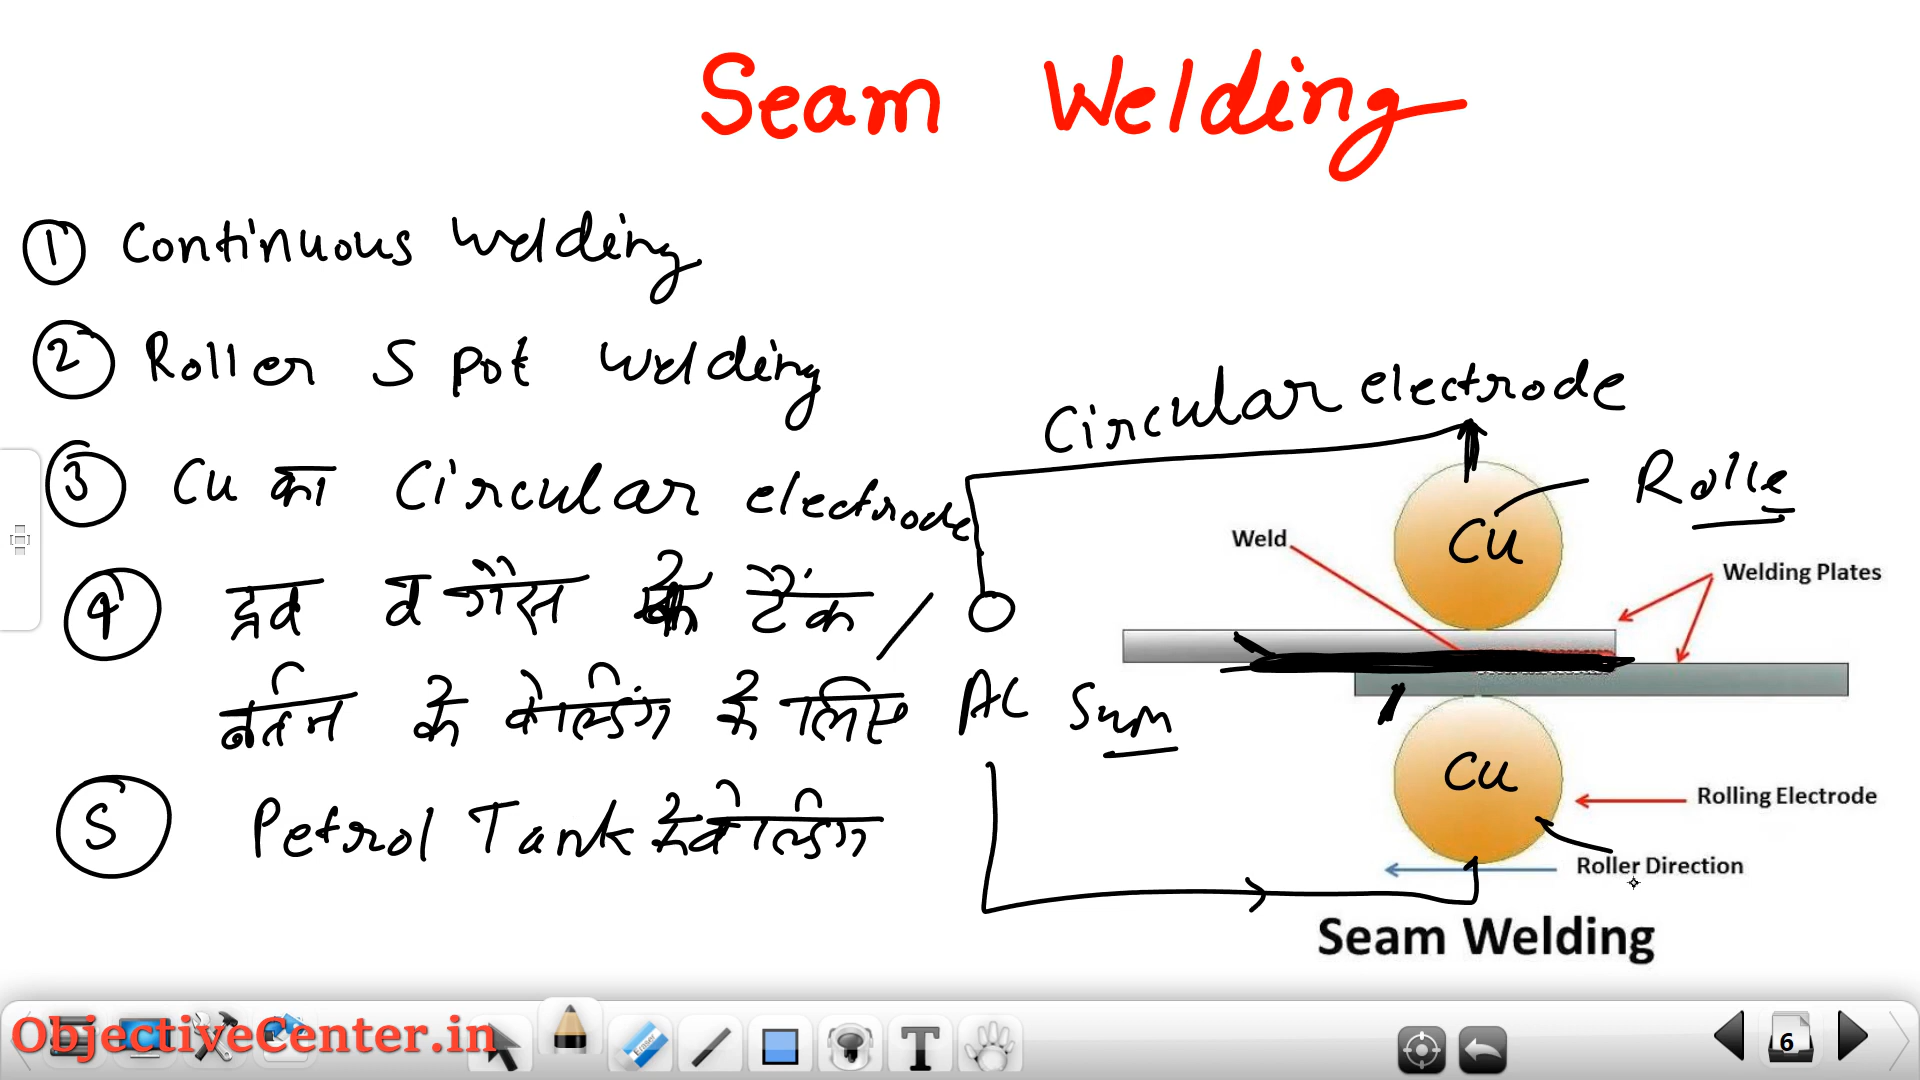 Seam Welding
① Continuous Welding
② Roller Spot Welding
③ Cu का Circular electrode
④ द्रव व गैस के टैंक /
बर्तन के वेल्डिंग के लिए
⑤ Petrol Tank के वेल्डिंग
Circular electrode
Cu
Rolle
Weld
Welding Plates
AC
Cu
Rolling Electrode
Roller Direction
Seam Welding
ObjectiveCenter.in
Eraser
T
6